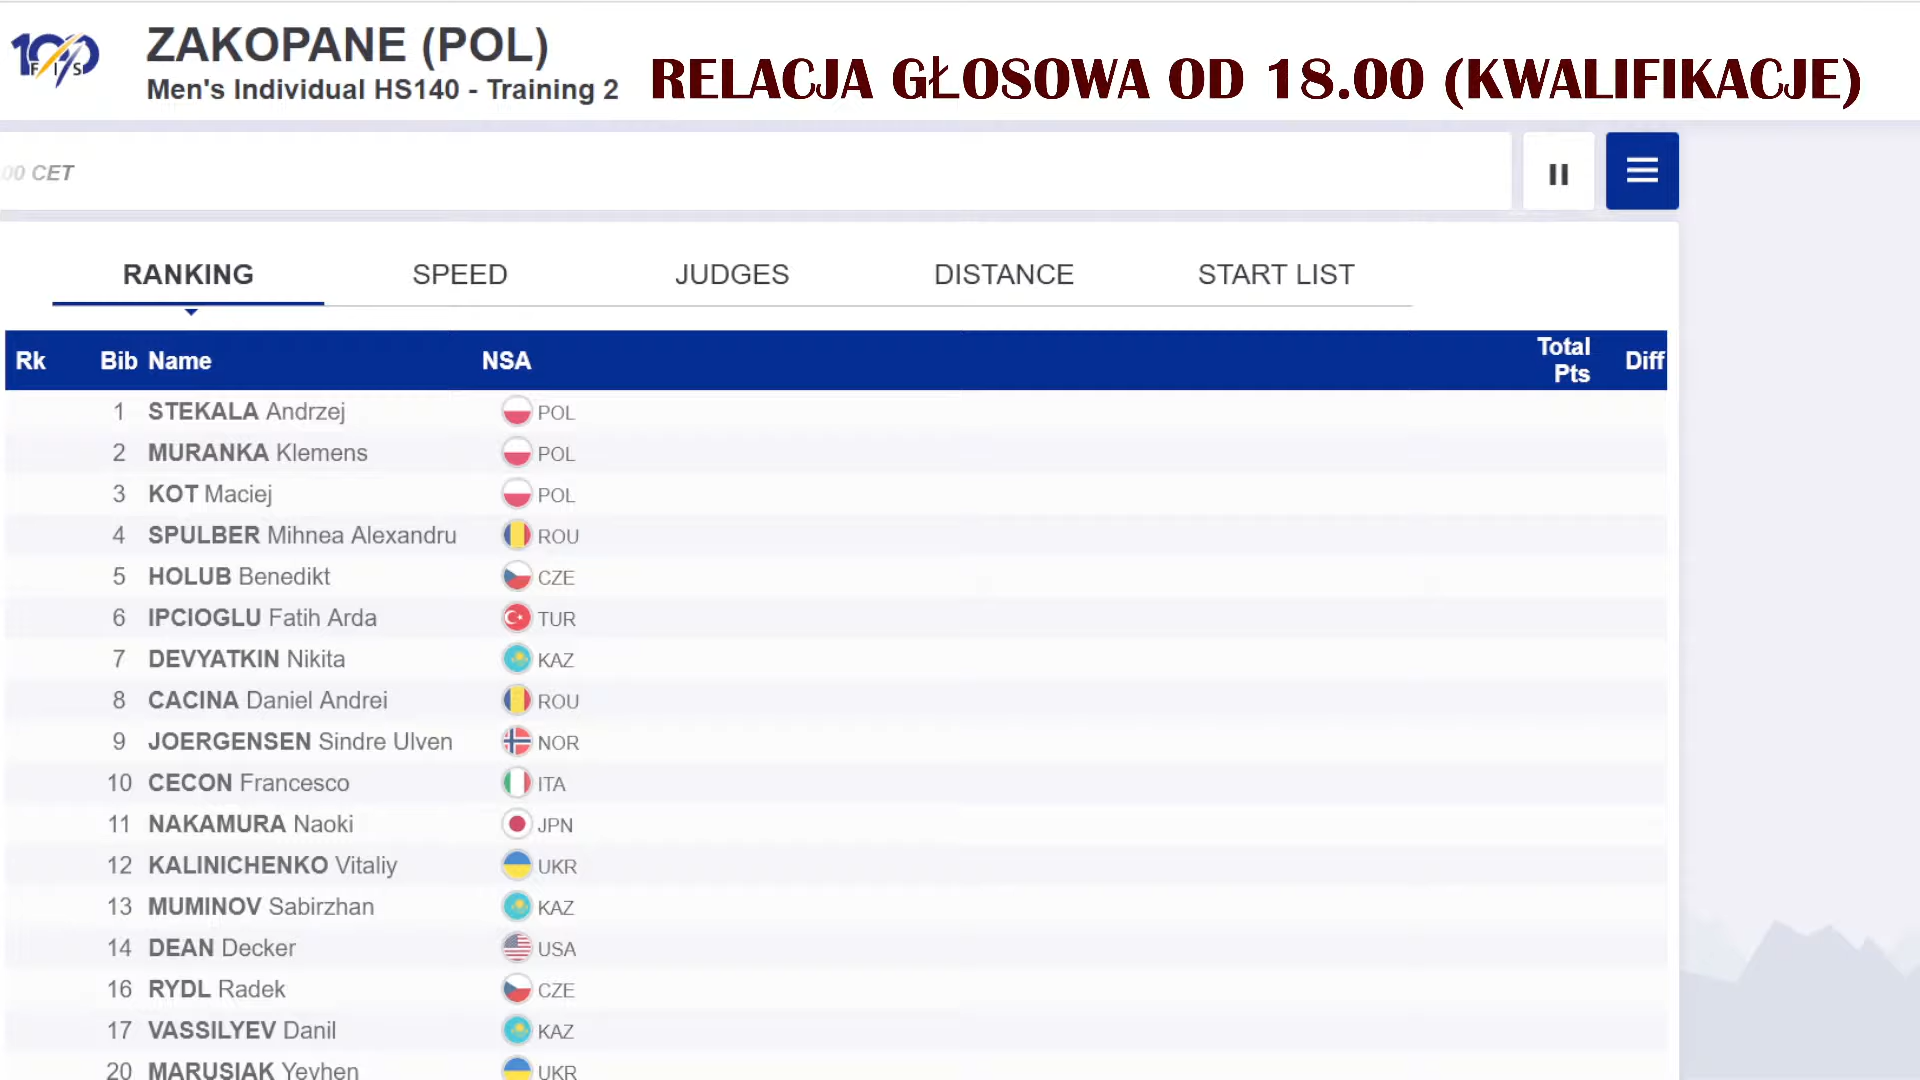 100
FIS
ZAKOPANE (POL)
Men's Individual HS140 - Training 2
RELACJA GŁOSOWA OD 18.00 (KWALIFIKACJE)
00 CET
RANKING SPEED JUDGES DISTANCE START LIST
Rk Bib Name NSA Total Pts Diff
1 STEKALA Andrzej POL
2 MURANKA Klemens POL
3 KOT Maciej POL
4 SPULBER Mihnea Alexandru ROU
5 HOLUB Benedikt CZE
6 IPCIOGLU Fatih Arda TUR
7 DEVYATKIN Nikita KAZ
8 CACINA Daniel Andrei ROU
9 JOERGENSEN Sindre Ulven NOR
10 CECON Francesco ITA
11 NAKAMURA Naoki JPN
12 KALINICHENKO Vitaliy UKR
13 MUMINOV Sabirzhan KAZ
14 DEAN Decker USA
16 RYDL Radek CZE
17 VASSILYEV Danil KAZ
20 MARUSIAK Yevhen UKR